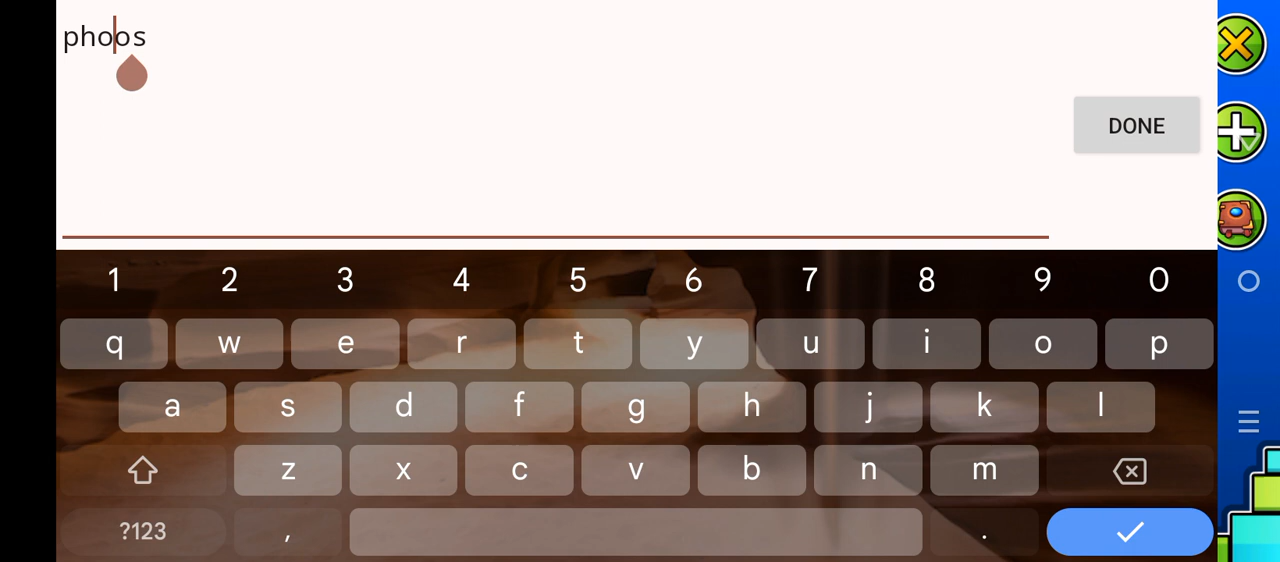 phoos
DONE
1 2 3 4 5 6 7 8 9 0
q w e r t y u i o p
a s d f g h j k l
z x c v b n m
?123 , .